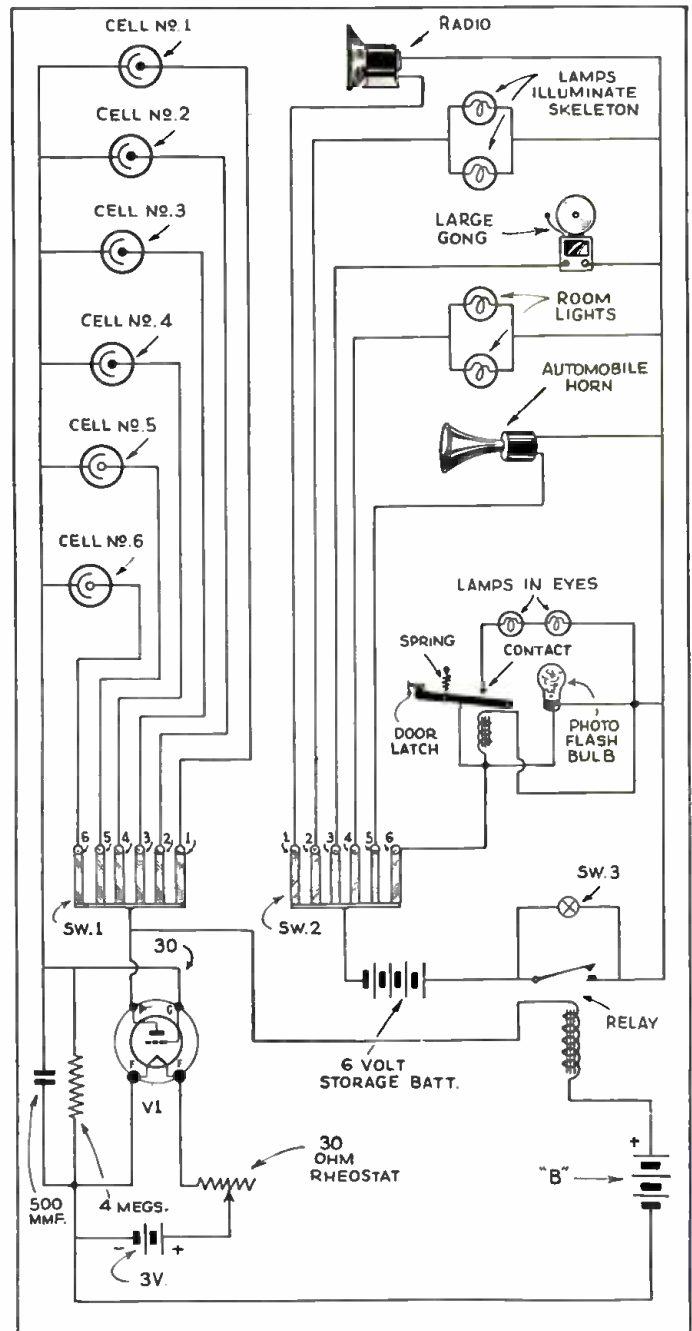 CELL Nº.1
CELL Nº.2
CELL Nº.3
CELL Nº.4
CELL Nº.5
CELL Nº.6
RADIO
LAMPS
ILLUMINATE
SKELETON
LARGE
GONG
ROOM
LIGHTS
AUTOMOBILE
HORN
LAMPS IN EYES
SPRING
CONTACT
DOOR
LATCH
PHOTO
FLASH
BULB
6 5 4 3 2 1
SW.1
1 2 3 4 5 6
SW.2
SW.3
30
P G
F F
V1
6 VOLT
STORAGE BATT.
RELAY
30
OHM
RHEOSTAT
500
MMF.
4 MEGS.
- +
3V.
+
"B"